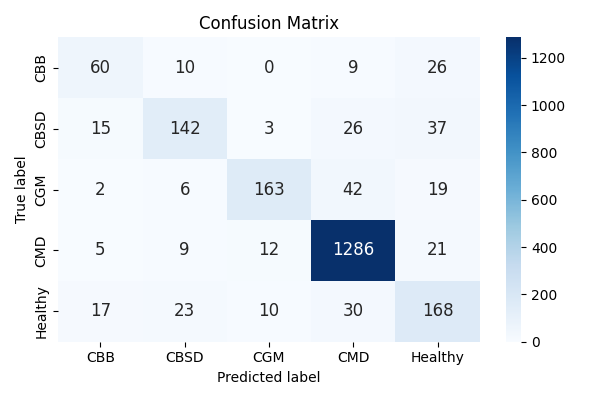 Confusion Matrix
True label
CBB 60 10 0 9 26
CBSD 15 142 3 26 37
CGM 2 6 163 42 19
CMD 5 9 12 1286 21
Healthy 17 23 10 30 168
CBB CBSD CGM CMD Healthy
Predicted label
1200
1000
800
600
400
200
0